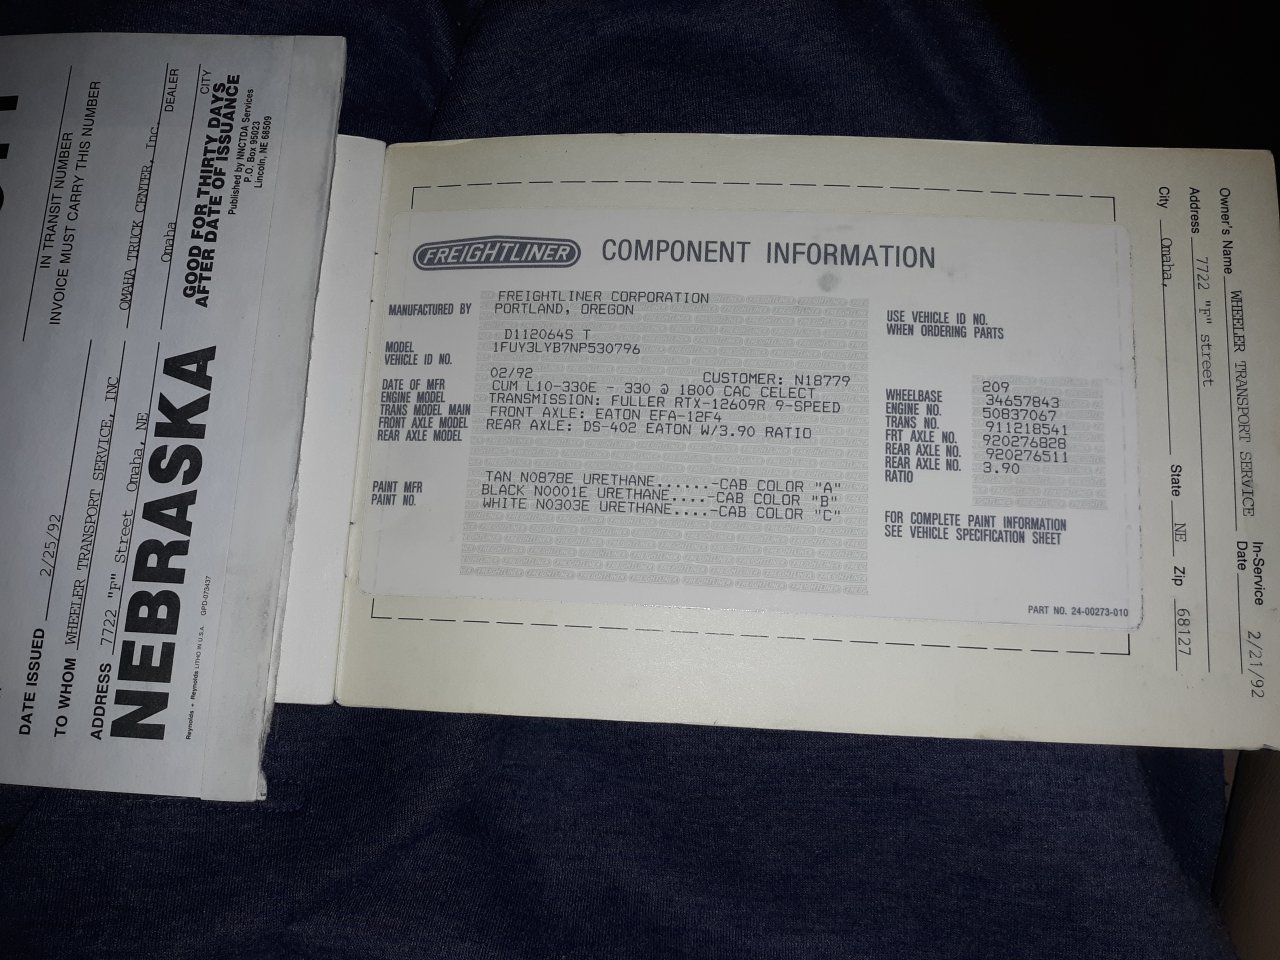 IN TRANSIT NUMBER
INVOICE MUST CARRY THIS NUMBER
DATE ISSUED 2/25/92
TO WHOM WHEELER TRANSPORT SERVICE, INC
ADDRESS 7722 "F" Street Omaha, NE
OMAHA TRUCK CENTER, Inc. DEALER
Omaha CITY
NEBRASKA
GOOD FOR THIRTY DAYS
AFTER DATE OF ISSUANCE
Published by NNCTDA Services
P.O. Box 95023
Lincoln, NE 68509
Reynolds + Reynolds LITHO IN U.S.A. GPD-073437
FREIGHTLINER COMPONENT INFORMATION
MANUFACTURED BY FREIGHTLINER CORPORATION
PORTLAND, OREGON
MODEL D112064S T
VEHICLE ID NO. 1FUY3LYB7NP530796
DATE OF MFR 02/92 CUSTOMER: N18779
ENGINE MODEL CUM L10-330E - 330 @ 1800 CAC CELECT
TRANS MODEL MAIN TRANSMISSION: FULLER RTX-12609R 9-SPEED
FRONT AXLE MODEL FRONT AXLE: EATON EFA-12F4
REAR AXLE MODEL REAR AXLE: DS-402 EATON W/3.90 RATIO
PAINT MFR TAN N0878E URETHANE......-CAB COLOR "A"
PAINT NO. BLACK N0001E URETHANE....-CAB COLOR "B"
WHITE N0303E URETHANE....-CAB COLOR "C"
USE VEHICLE ID NO.
WHEN ORDERING PARTS
WHEELBASE 209
ENGINE NO. 34657843
TRANS NO. 50837067
FRT AXLE NO. 911218541
REAR AXLE NO. 920276828
REAR AXLE NO. 920276511
RATIO 3.90
FOR COMPLETE PAINT INFORMATION
SEE VEHICLE SPECIFICATION SHEET
PART NO. 24-00273-010
Owner's Name WHEELER TRANSPORT SERVICE In-Service Date 2/21/92
Address 7722 "F" street
City Omaha, State NE Zip 68127